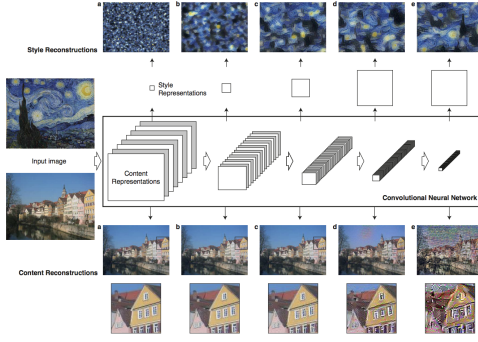 a b c d e
Style Reconstructions
Style
Representations
Input image
Content
Representations
Convolutional Neural Network
a b c d e
Content Reconstructions